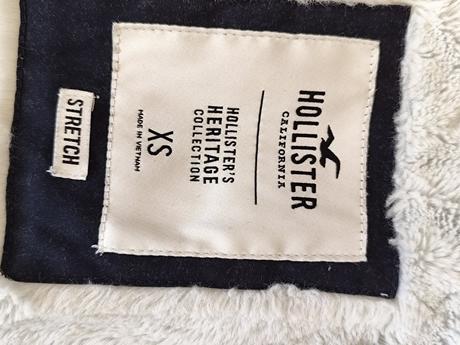 HOLLISTER
CALIFORNIA
HOLLISTER'S
HERITAGE
COLLECTION
XS
MADE IN VIETNAM
STRETCH